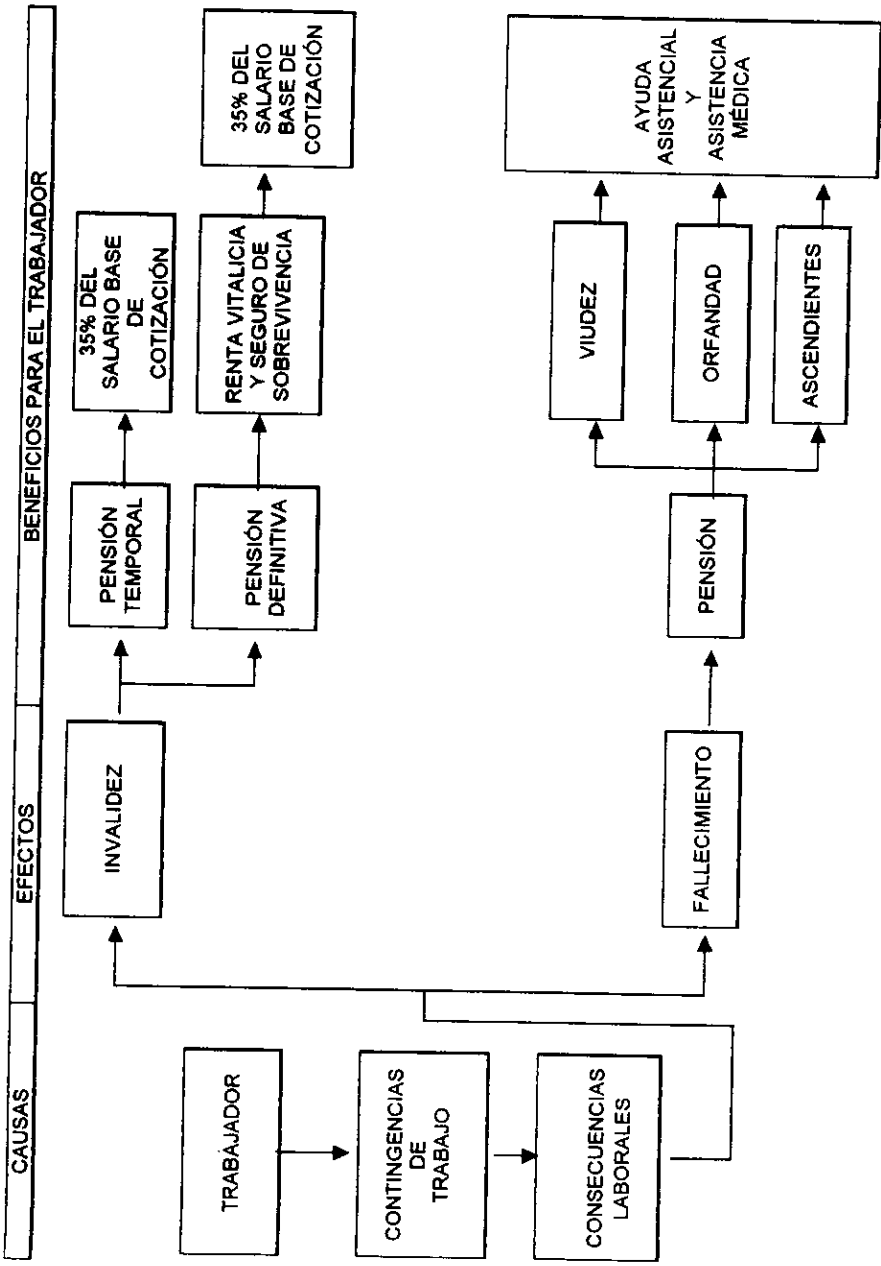 CAUSAS
EFECTOS
BENEFICIOS PARA EL TRABAJADOR
TRABAJADOR
CONTINGENCIAS
DE
TRABAJO
CONSECUENCIAS
LABORALES
INVALIDEZ
FALLECIMIENTO
PENSIÓN
TEMPORAL
35% DEL
SALARIO BASE
DE
COTIZACIÓN
PENSIÓN
DEFINITIVA
RENTA VITALICIA
Y SEGURO DE
SOBREVIVENCIA
35% DEL
SALARIO
BASE DE
COTIZACIÓN
PENSIÓN
VIUDEZ
ORFANDAD
ASCENDIENTES
AYUDA
ASISTENCIAL
Y
ASISTENCIA
MÉDICA